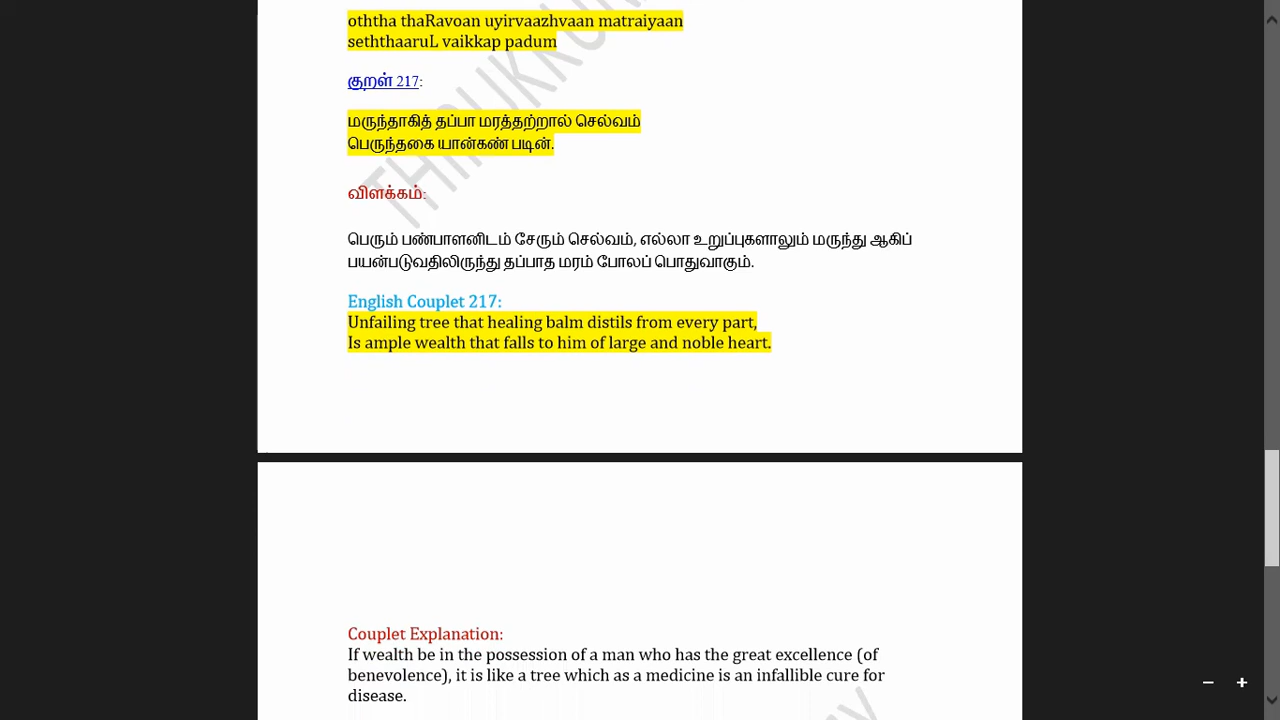 oththa thaRavoan uyirvaazhvaan matraiyaan
seththaaruL vaikkap padum
குறள் 217:
மருந்தாகித் தப்பா மரத்தற்றால் செல்வம்
பெருந்தகை யான்கண் படின்.
விளக்கம்:
பெரும் பண்பாளனிடம் சேரும் செல்வம், எல்லா உறுப்புகளாலும் மருந்து ஆகிப்
பயன்படுவதிலிருந்து தப்பாத மரம் போலப் பொதுவாகும்.
English Couplet 217:
Unfailing tree that healing balm distils from every part,
Is ample wealth that falls to him of large and noble heart.
Couplet Explanation:
If wealth be in the possession of a man who has the great excellence (of
benevolence), it is like a tree which as a medicine is an infallible cure for
disease.